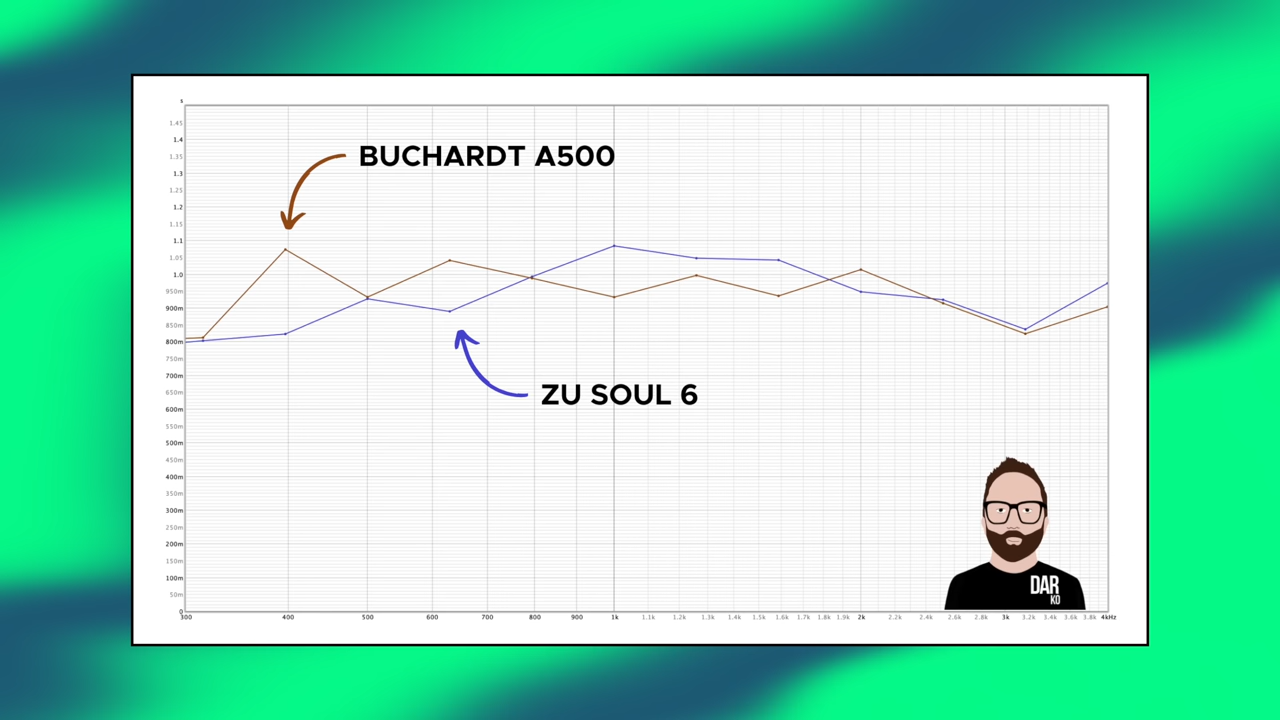 s
1.45
1.4
1.35
1.3
1.25
1.2
1.15
1.1
1.05
1.0
950m
900m
850m
800m
750m
700m
650m
600m
550m
500m
450m
400m
350m
300m
250m
200m
150m
100m
50m
0
BUCHARDT A500
ZU SOUL 6
DAR
KO
300 400 500 600 700 800 900 1k 1.1k 1.2k 1.3k 1.4k 1.5k 1.6k 1.7k 1.8k 1.9k 2k 2.2k 2.4k 2.6k 2.8k 3k 3.2k 3.4k 3.6k 3.8k 4kHz